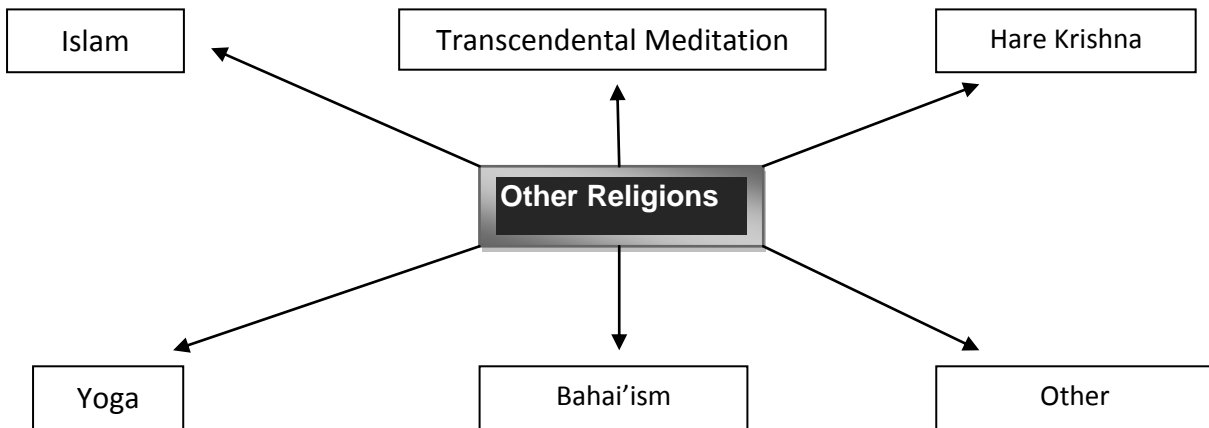 Islam
Transcendental Meditation
Hare Krishna
Other Religions
Yoga
Bahai’ism
Other